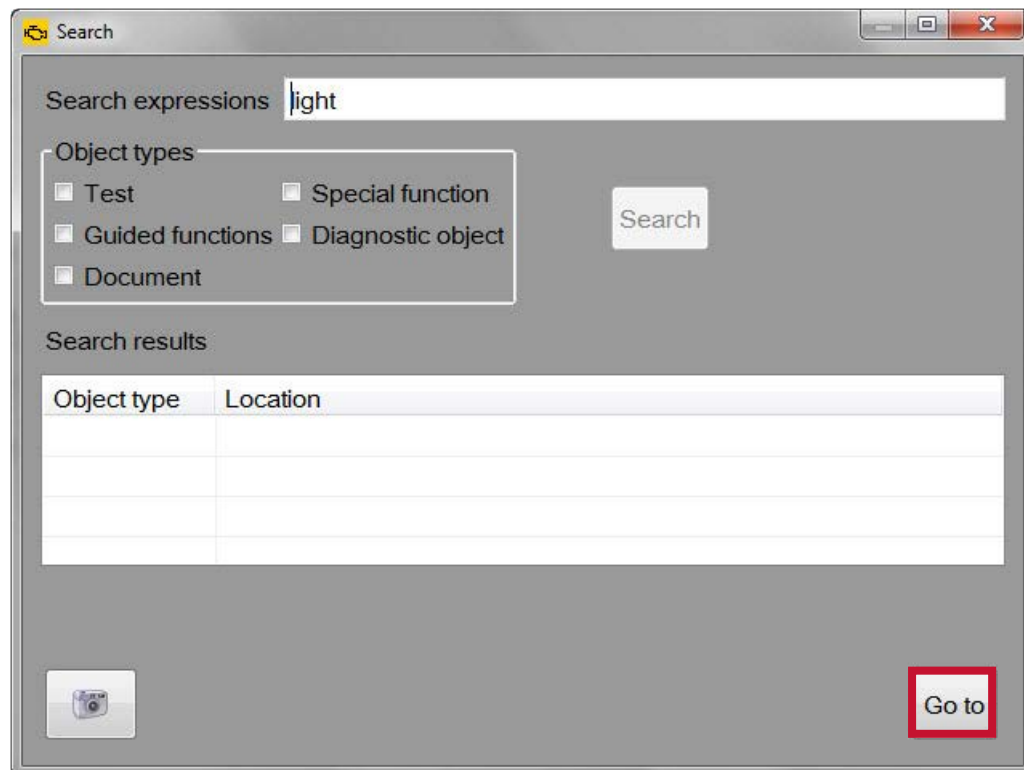 Search
Search expressions light
Object types
Test Special function
Guided functions Diagnostic object
Document
Search
Search results
Object type Location
Go to